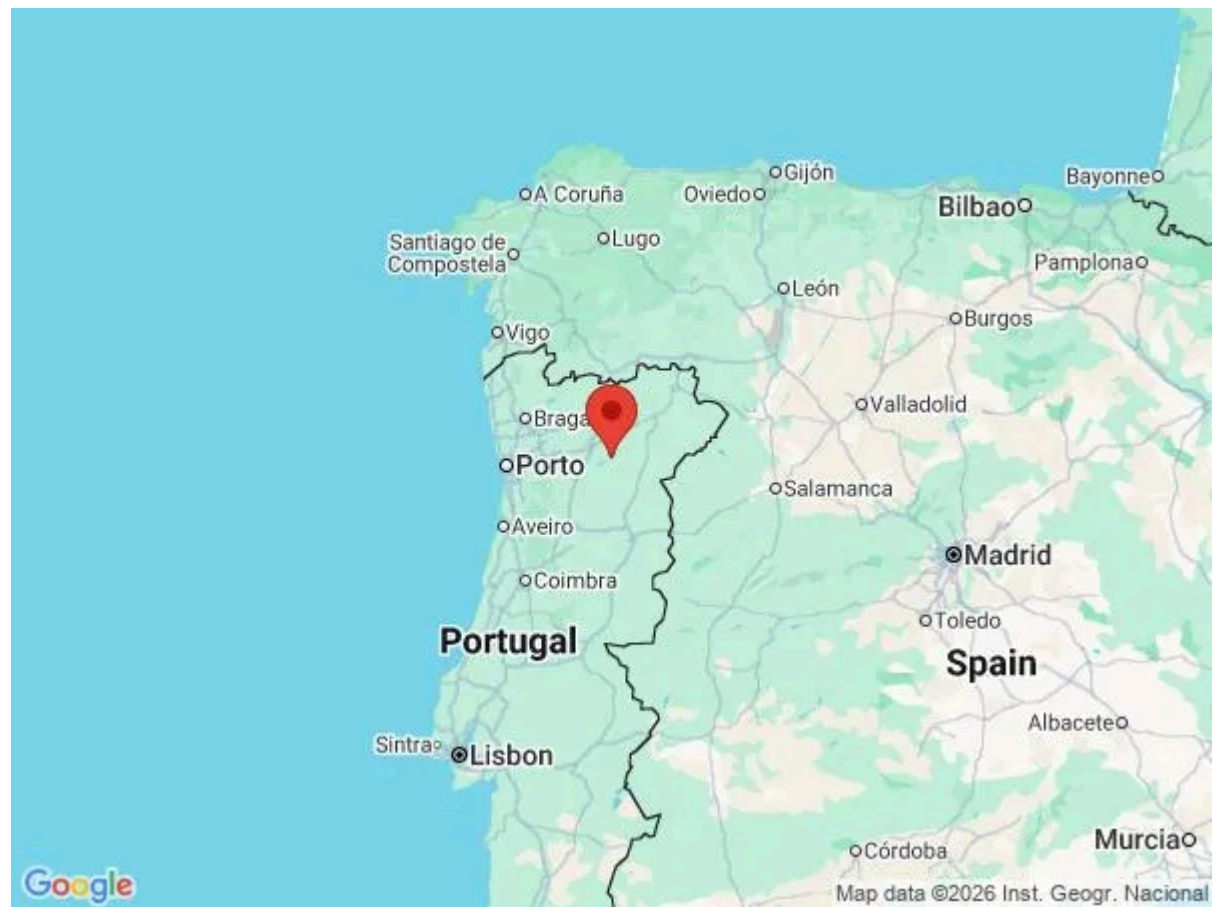 Gijón
Bayonne
A Coruña
Oviedo
Bilbao
Santiago de
Compostela
Lugo
Pamplona
León
Burgos
Vigo
Valladolid
Braga
Porto
Salamanca
Aveiro
Madrid
Coimbra
Toledo
Portugal
Spain
Albacete
Sintra
Lisbon
Murcia
Córdoba
Google
Map data ©2026 Inst. Geogr. Nacional